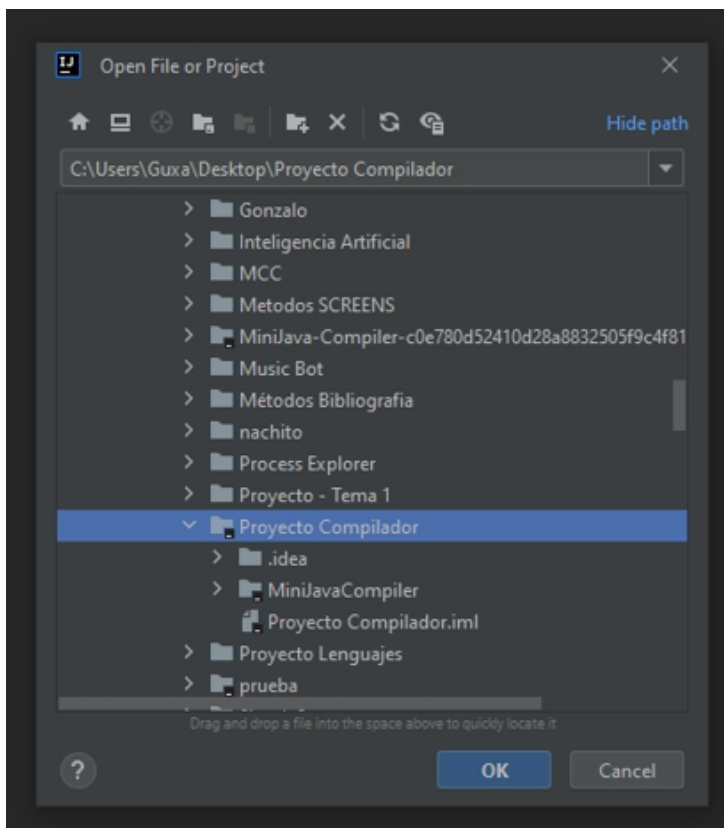 Open File or Project
Hide path
C:\Users\Guxa\Desktop\Proyecto Compilador
Gonzalo
Inteligencia Artificial
MCC
Metodos SCREENS
MiniJava-Compiler-c0e780d52410d28a8832505f9c4f81
Music Bot
Métodos Bibliografia
nachito
Process Explorer
Proyecto - Tema 1
Proyecto Compilador
.idea
MiniJavaCompiler
Proyecto Compilador.iml
Proyecto Lenguajes
prueba
Drag and drop a file into the space above to quickly locate it
?
OK
Cancel